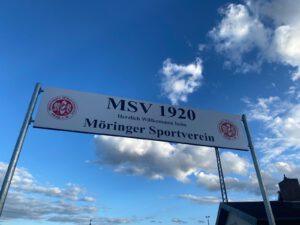 MSV 1920
Herzlich Willkommen beim
Möringer Sportverein